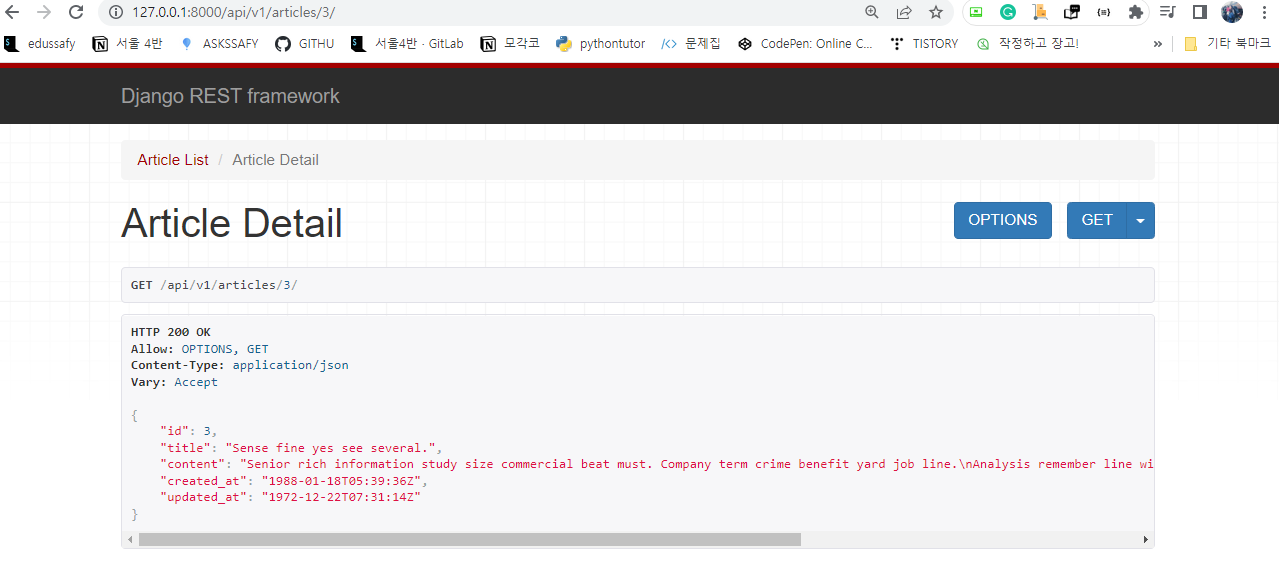 127.0.0.1:8000/api/v1/articles/3/
edussafy 서울 4반 ASKSSAFY GITHU 서울4반 · GitLab 모각코 pythontutor 문제집 CodePen: Online C... TISTORY 작정하고 장고! » 기타 북마크
Django REST framework
Article List / Article Detail
Article Detail
OPTIONS GET
GET /api/v1/articles/3/
HTTP 200 OK
Allow: OPTIONS, GET
Content-Type: application/json
Vary: Accept
{
"id": 3,
"title": "Sense fine yes see several.",
"content": "Senior rich information study size commercial beat must. Company term crime benefit yard job line.\nAnalysis remember line wi
"created_at": "1988-01-18T05:39:36Z",
"updated_at": "1972-12-22T07:31:14Z"
}